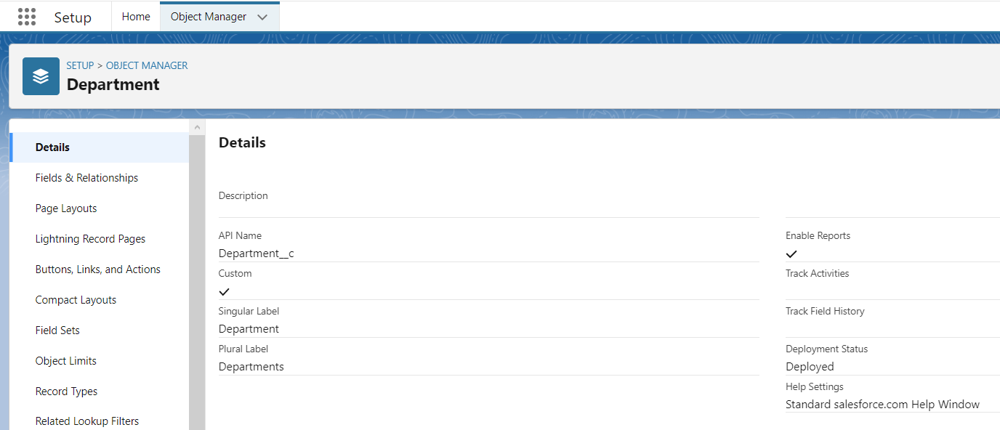 Setup
Home
Object Manager
SETUP > OBJECT MANAGER
Department
Details
Fields & Relationships
Page Layouts
Lightning Record Pages
Buttons, Links, and Actions
Compact Layouts
Field Sets
Object Limits
Record Types
Related Lookup Filters
Details
Description
API Name
Department__c
Custom
Singular Label
Department
Plural Label
Departments
Enable Reports
Track Activities
Track Field History
Deployment Status
Deployed
Help Settings
Standard salesforce.com Help Window